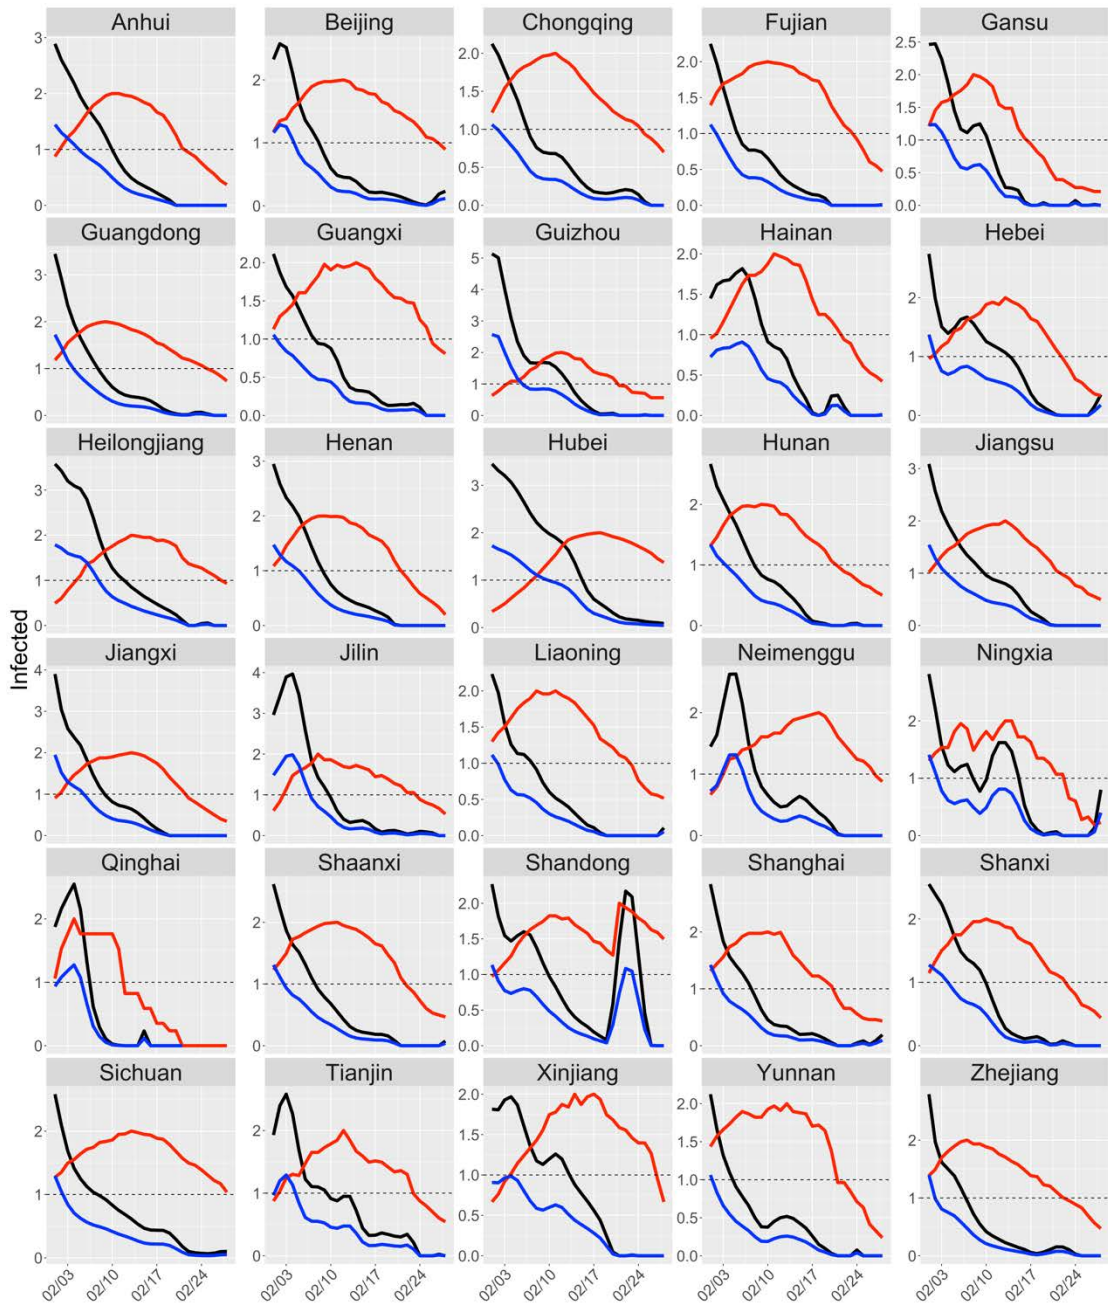 Anhui Beijing Chongqing Fujian Gansu
3 2 1 0
2 1 0
2.0 1.5 1.0 0.5 0.0
2 1 0
2.5 2.0 1.5 1.0 0.5 0.0
Guangdong Guangxi Guizhou Hainan Hebei
3 2 1 0
2.0 1.5 1.0 0.5 0.0
5 4 3 2 1 0
2.0 1.5 1.0 0.5 0.0
2 1 0
Heilongjiang Henan Hubei Hunan Jiangsu
3 2 1 0
3 2 1 0
3 2 1 0
2 1 0
3 2 1 0
Infected
Jiangxi Jilin Liaoning Neimenggu Ningxia
4 3 2 1 0
4 3 2 1 0
2.0 1.5 1.0 0.5 0.0
2 1 0
2 1 0
Qinghai Shaanxi Shandong Shanghai Shanxi
2 1 0
2 1 0
2.0 1.5 1.0 0.5 0.0
2 1 0
2 1 0
Sichuan Tianjin Xinjiang Yunnan Zhejiang
2 1 0
2 1 0
2.0 1.5 1.0 0.5 0.0
2.0 1.5 1.0 0.5 0.0
2 1 0
02/03 02/10 02/17 02/24
02/03 02/10 02/17 02/24
02/03 02/10 02/17 02/24
02/03 02/10 02/17 02/24
02/03 02/10 02/17 02/24